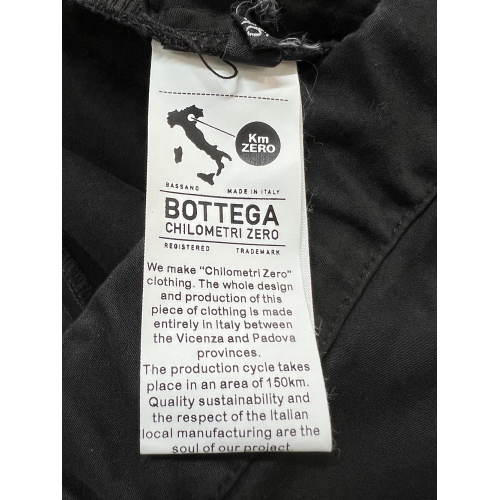 Km
ZERO
BASSANO MADE IN ITALY
BOTTEGA
CHILOMETRI ZERO
REGISTERED TRADEMARK
We make "Chilometri Zero"
clothing. The whole design
and production of this
piece of clothing is made
entirely in Italy between
the Vicenza and Padova
provinces.
The production cycle takes
place in an area of 150km.
Quality sustainability and
the respect of the Italian
local manufacturing are the
soul of our project